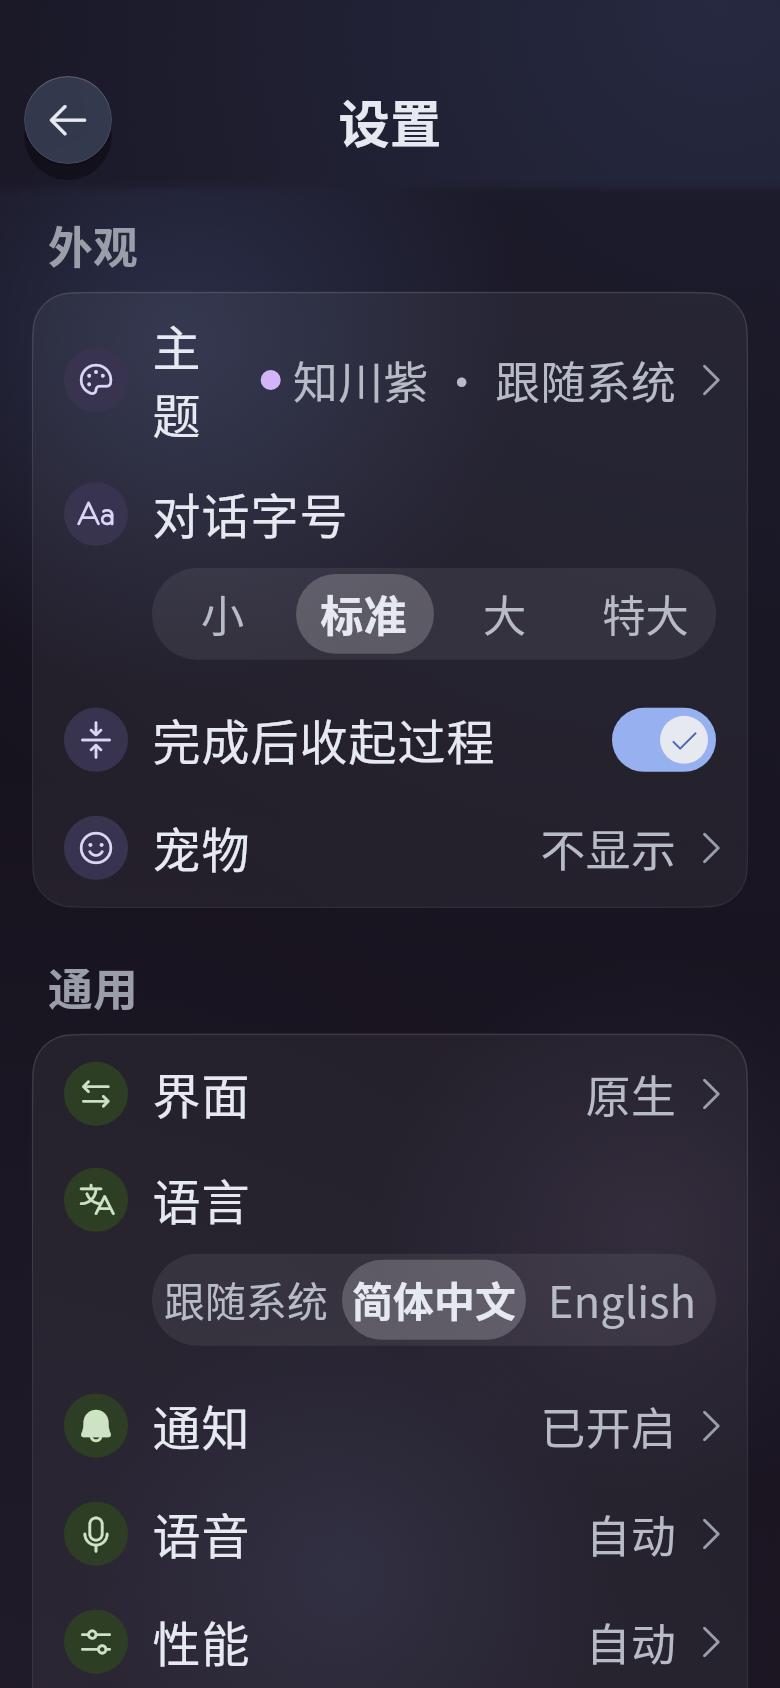 设置
外观
主题
知川紫 · 跟随系统
Aa 对话字号
小 标准 大 特大
完成后收起过程
宠物 不显示
通用
界面 原生
文A 语言
跟随系统 简体中文 English
通知 已开启
语音 自动
性能 自动